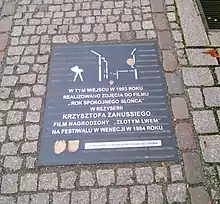 W TYM MIEJSCU W 1983 ROKU
REALIZOWANO ZDJĘCIA DO FILMU
„ROK SPOKOJNEGO SŁOŃCA”
W REŻYSERII
KRZYSZTOFA ZANUSSIEGO
FILM NAGRODZONY „ZŁOTYM LWEM”
NA FESTIWALU W WENECJI W 1984 ROKU